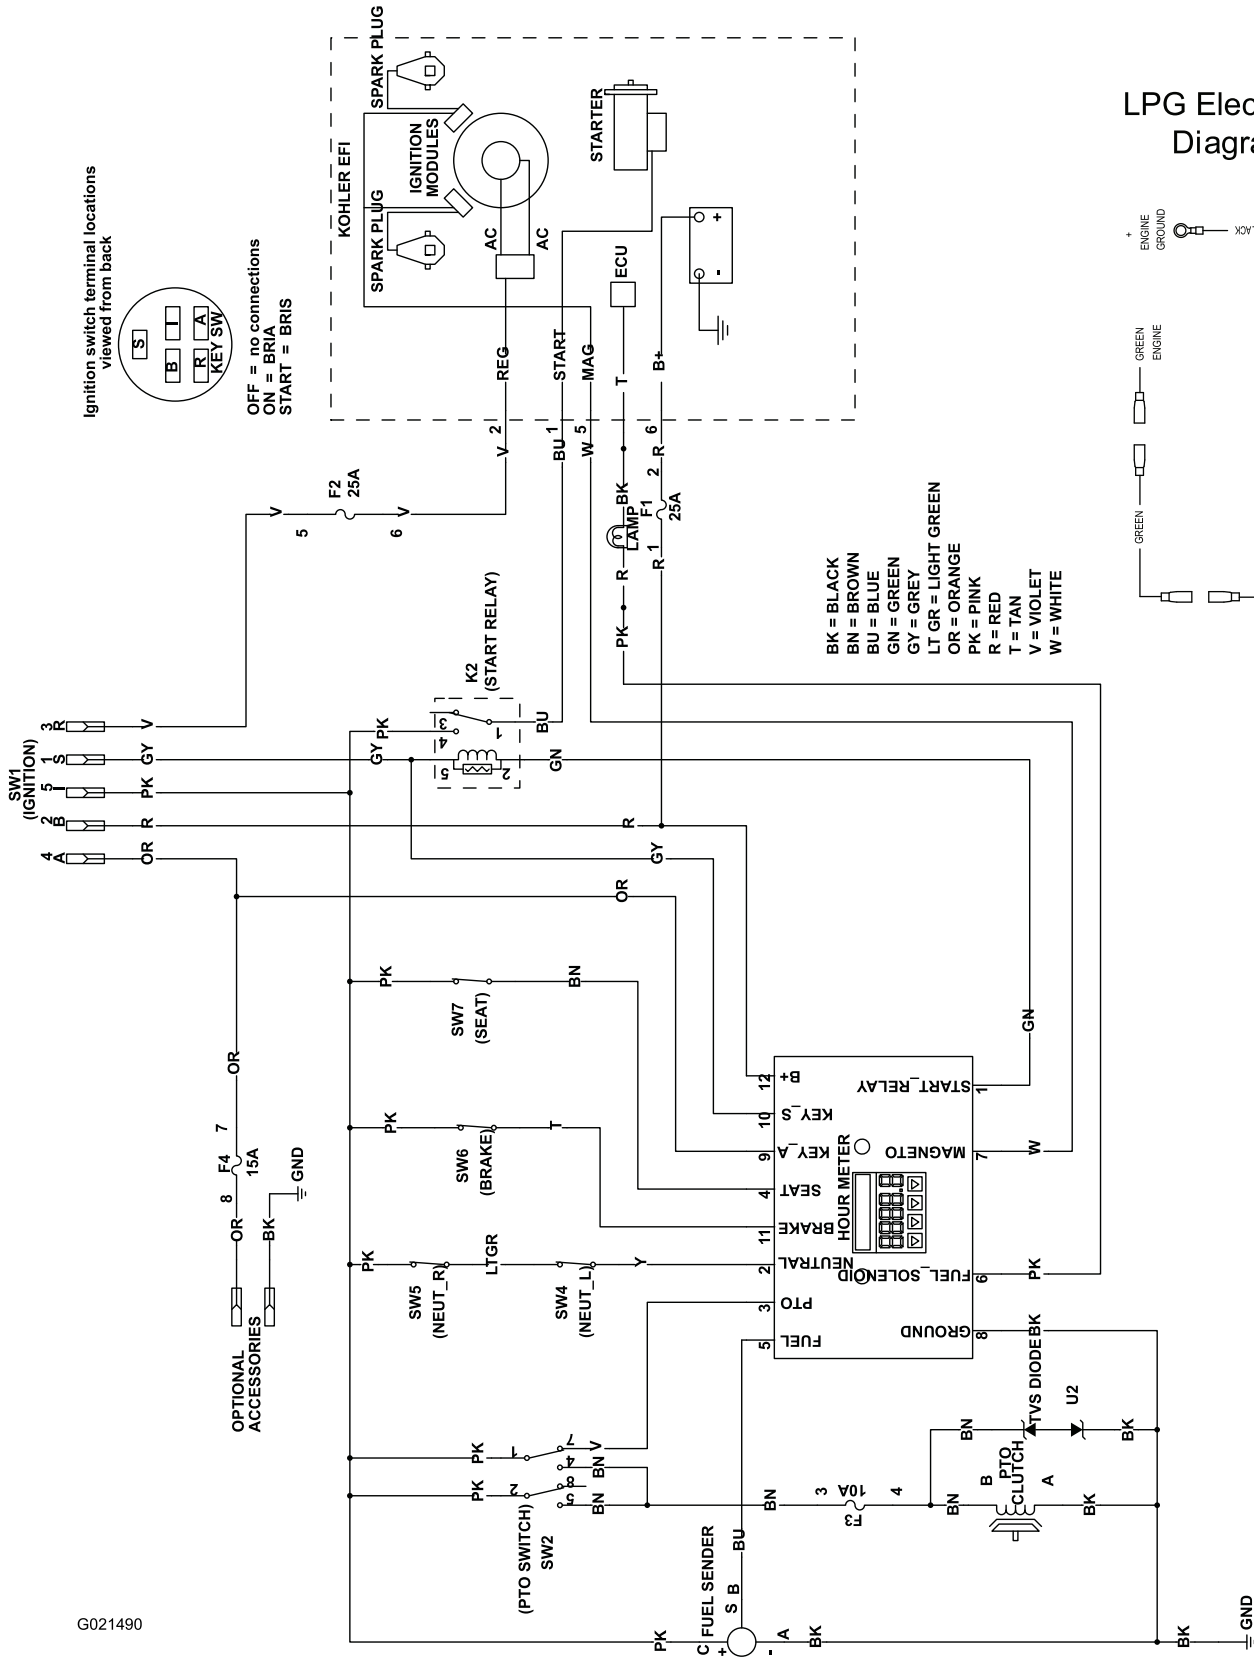 LPG Elec
Diagra
Ignition switch terminal locations
viewed from back
S
B
I
R
A
KEY SW
OFF = no connections
ON = BRIA
START = BRIS
KOHLER EFI
SPARK PLUG
SPARK PLUG
IGNITION
MODULES
AC
AC
STARTER
ECU
+
-
REG
START
MAG
T
B+
2
1
5
6
V
BU
W
R
+
ENGINE
GROUND
GREEN
ENGINE
GREEN
F2
25A
V
5
6
V
BK
LAMP
R
PK
2
F1
25A
1
R
BK = BLACK
BN = BROWN
BU = BLUE
GN = GREEN
GY = GREY
LT GR = LIGHT GREEN
OR = ORANGE
PK = PINK
R = RED
T = TAN
V = VIOLET
W = WHITE
K2
(START RELAY)
3
4
1
5
2
PK
GY
BU
GN
SW1
(IGNITION)
3
R
V
1
S
GY
5
I
PK
2
B
R
4
A
OR
R
GY
OR
PK
SW7
(SEAT)
BN
OR
7
F4
15A
8
OR
BK
GND
OPTIONAL
ACCESSORIES
PK
SW6
(BRAKE)
T
PK
SW5
(NEUT_R)
LTGR
SW4
(NEUT_L)
Y
HOUR METER
12
B+
10
KEY_S
9
KEY_A
4
SEAT
11
BRAKE
2
NEUTRAL
3
PTO
5
FUEL
START_RELAY
1
MAGNETO
7
FUEL_SOLENOID
6
GROUND
8
GN
W
PK
BK
PK
1
7
V
4
BN
PK
2
8
5
BN
(PTO SWITCH)
SW2
BN
3
10A
F3
4
BN
BN
B
PTO
CLUTCH
A
TVS DIODE
U2
BK
BK
FUEL SENDER
C
+
S
B
BU
-
A
PK
BK
BK
GND
G021490